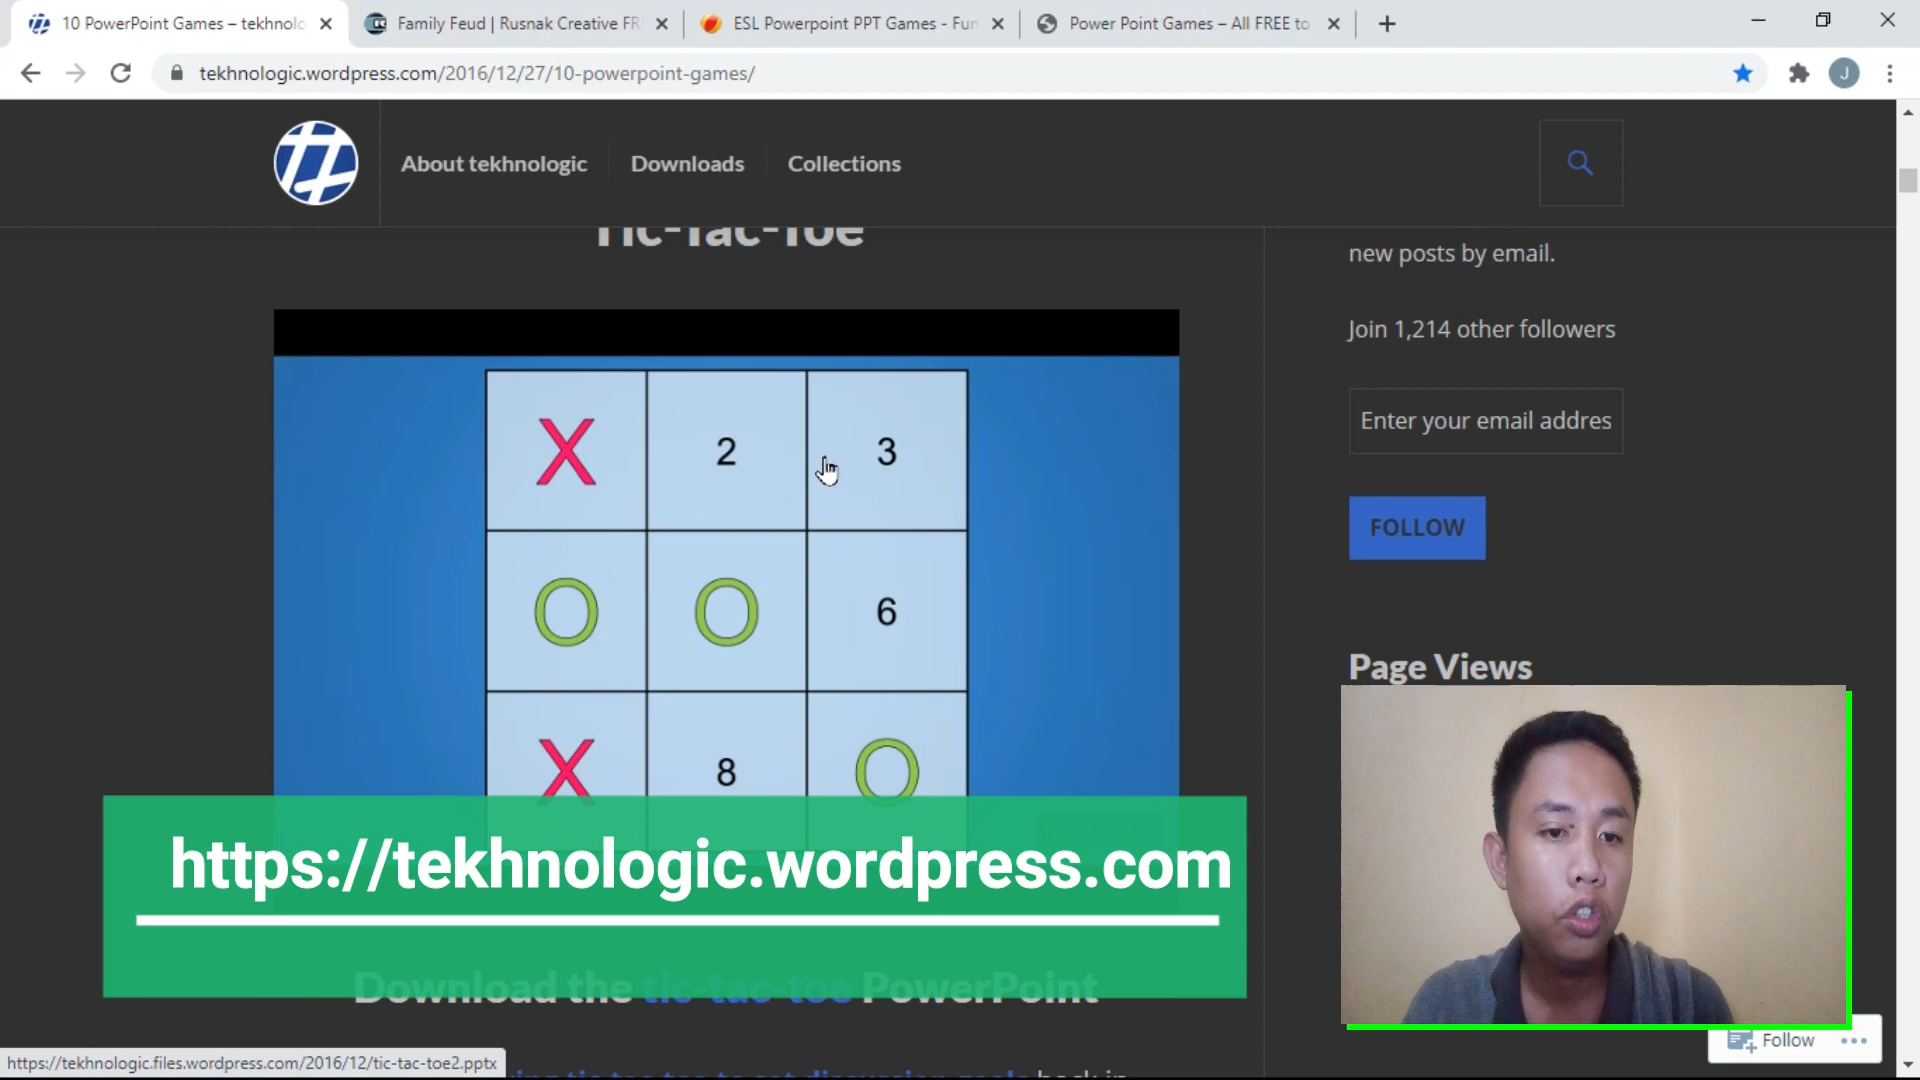 10 PowerPoint Games – tekhnolo
Family Feud | Rusnak Creative FR
ESL Powerpoint PPT Games - Fun
Power Point Games – All FREE to
tekhnologic.wordpress.com/2016/12/27/10-powerpoint-games/
J
About tekhnologic
Downloads
Collections
Tic-Tac-Toe
new posts by email.
Join 1,214 other followers
Enter your email addres
FOLLOW
Page Views
X 2 3
O O 6
X 8 O
https://tekhnologic.wordpress.com
Download the tic-tac-toe PowerPoint
Follow
https://tekhnologic.files.wordpress.com/2016/12/tic-tac-toe2.pptx